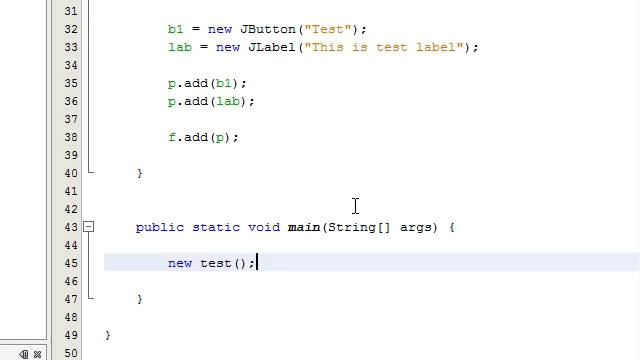 31
32 b1 = new JButton("Test");
33 lab = new JLabel("This is test label");
34
35 p.add(b1);
36 p.add(lab);
37
38 f.add(p);
39
40 }
41
42
43 public static void main(String[] args) {
44
45 new test();
46
47 }
48
49 }
50